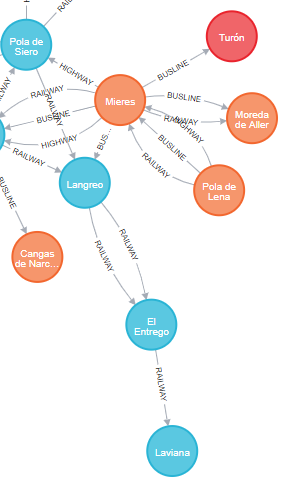 RAILWAY
Turón
Pola de
Siero
HIGHWAY
BUSLINE
RAILWAY
Mieres
BUSLINE
RAILWAY
HIGHWAY
Moreda
de Aller
BUSLINE
RAILWAY
HIGHWAY
RAILWAY
BUS...
BUSLINE
RAILWAY
Langreo
Pola de
Lena
BUSLINE
RAILWAY
RAILWAY
Cangas
de Narc...
El
Entrego
RAILWAY
Laviana